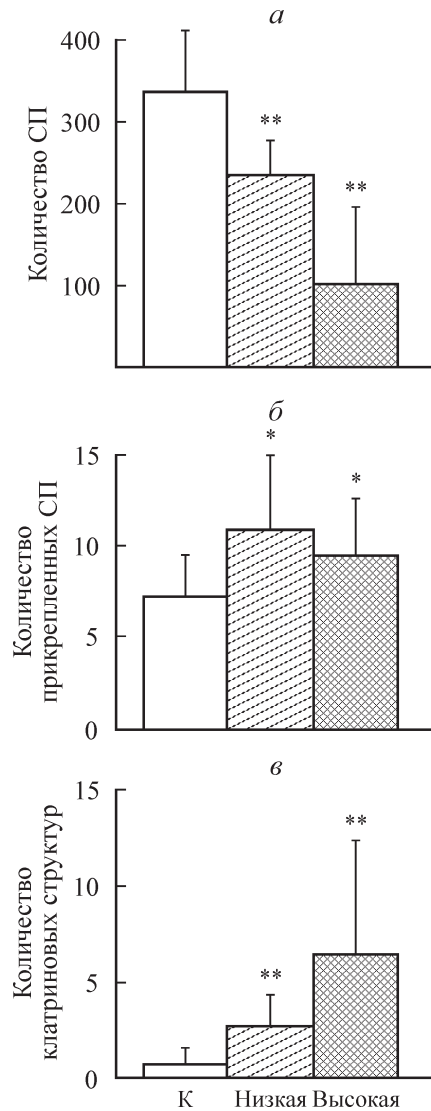 а
400
300
200
100
Количество СП
**
**
б
15
10
5
0
Количество
прикрепленных СП
*
*
в
15
10
5
0
Количество
клатриновых структур
**
**
К Низкая Высокая